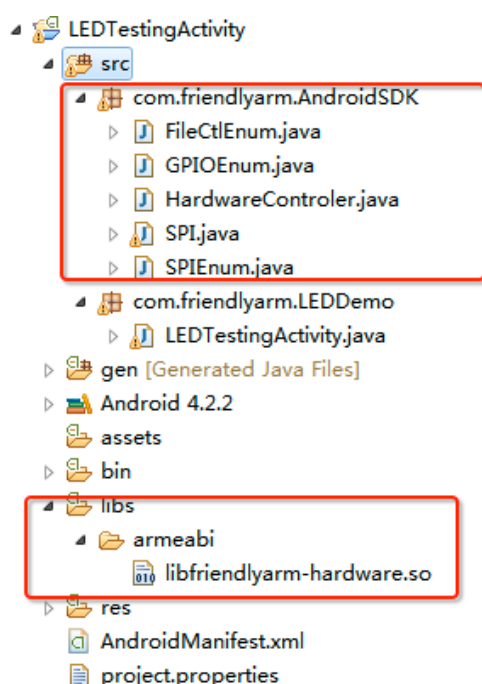 LEDTestingActivity
src
com.friendlyarm.AndroidSDK
FileCtlEnum.java
GPIOEnum.java
HardwareControler.java
SPI.java
SPIEnum.java
com.friendlyarm.LEDDemo
LEDTestingActivity.java
gen [Generated Java Files]
Android 4.2.2
assets
bin
libs
armeabi
libfriendlyarm-hardware.so
res
AndroidManifest.xml
project.properties